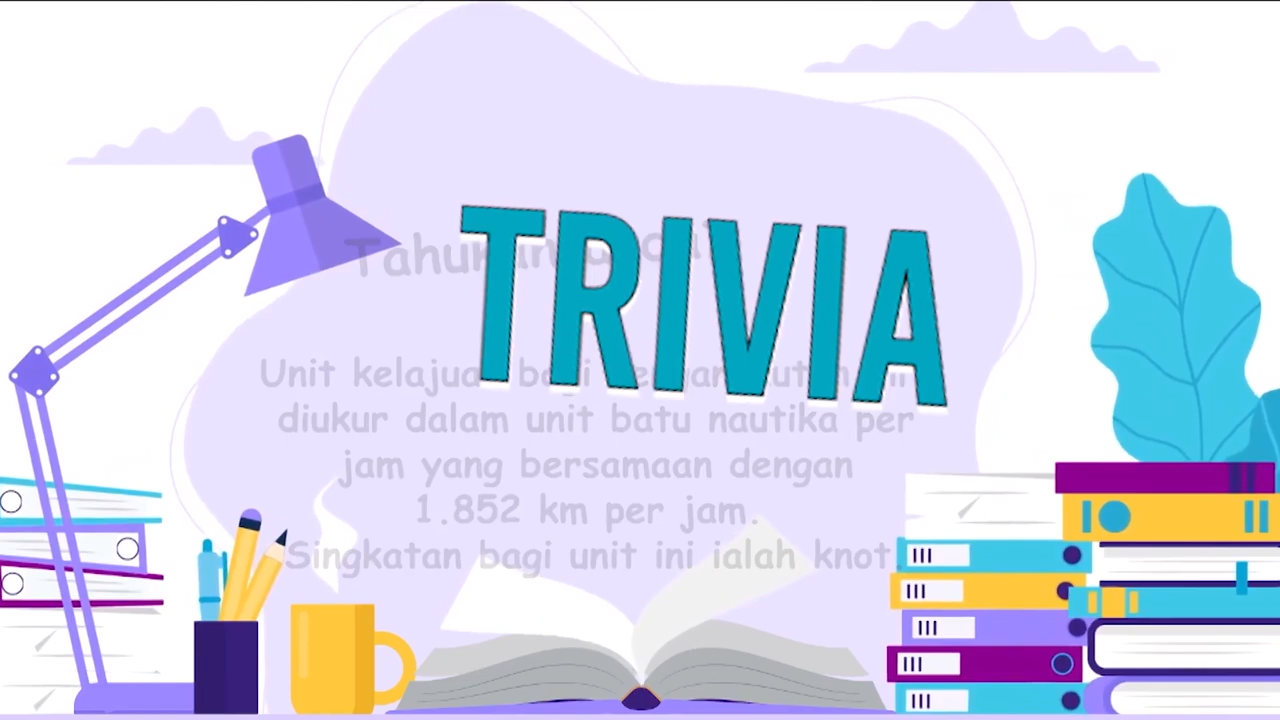 TRIVIA
Unit kelajuan bagi
diukur dalam unit batu nautika per
jam yang bersamaan dengan
1.852 km per jam.
Singkatan bagi unit ini ialah knot.